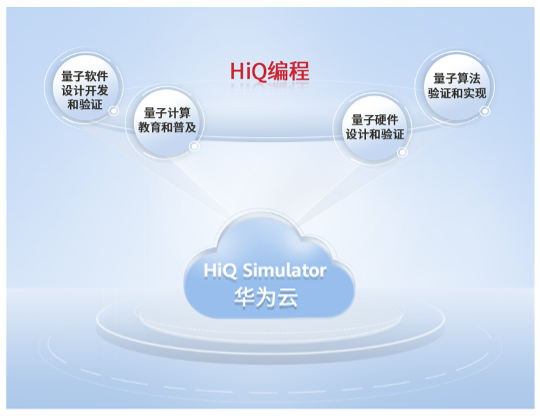 HiQ编程
量子软件
设计开发
和验证
量子计算
教育和普及
量子硬件
设计和验证
量子算法
验证和实现
HiQ Simulator
华为云